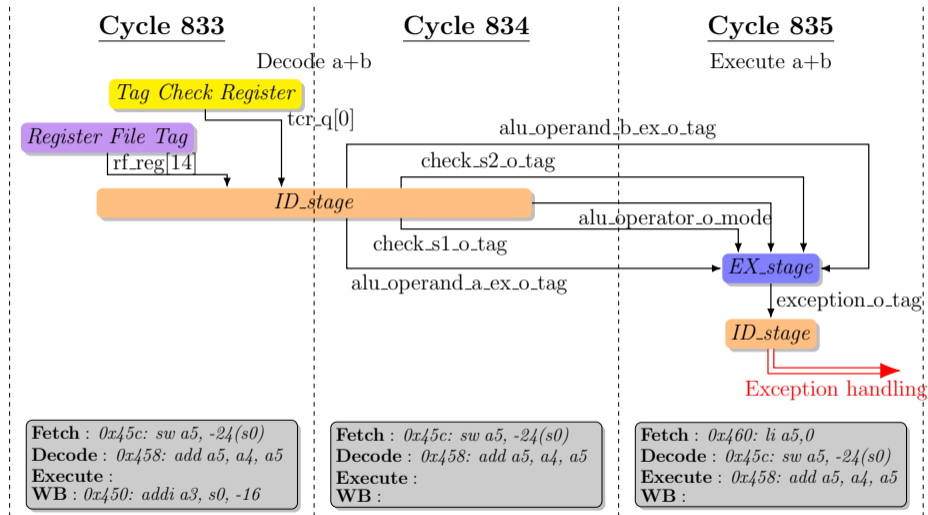 Cycle 833
Cycle 834
Cycle 835
Decode a+b
Execute a+b
Tag Check Register
tcr_q[0]
Register File Tag
rf_reg[14]
alu_operand_b_ex_o_tag
check_s2_o_tag
ID_stage
alu_operator_o_mode
check_s1_o_tag
alu_operand_a_ex_o_tag
EX_stage
exception_o_tag
ID_stage
Exception handling
Fetch : 0x45c: sw a5, -24(s0)
Decode : 0x458: add a5, a4, a5
Execute :
WB : 0x450: addi a3, s0, -16
Fetch : 0x45c: sw a5, -24(s0)
Decode : 0x458: add a5, a4, a5
Execute :
WB :
Fetch : 0x460: li a5,0
Decode : 0x45c: sw a5, -24(s0)
Execute : 0x458: add a5, a4, a5
WB :